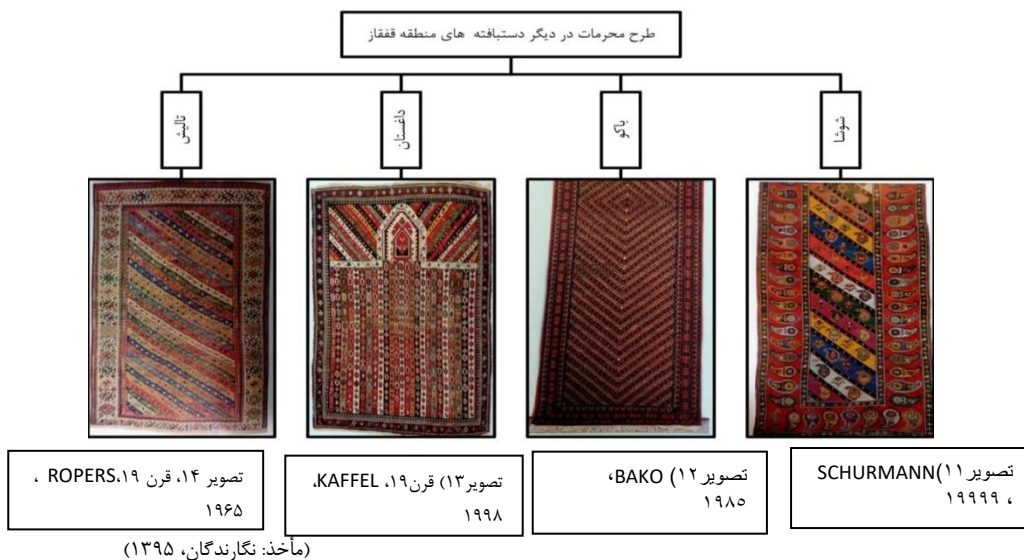 طرح محرمات در دیگر دستبافته های منطقه قفقاز
شوشا
باکو
داغستان
تالیش
تصویر۱۱)SCHURMANN
، ۱۹۹۹۹
تصویر۱۲) BAKO،
۱۹۸۵
تصویر۱۳) قرن۱۹، KAFFEL،
۱۹۹۸
تصویر ۱۴، قرن ۱۹،ROPERS ،
۱۹۶۵
(مأخذ: نگارندگان، ۱۳۹۵)